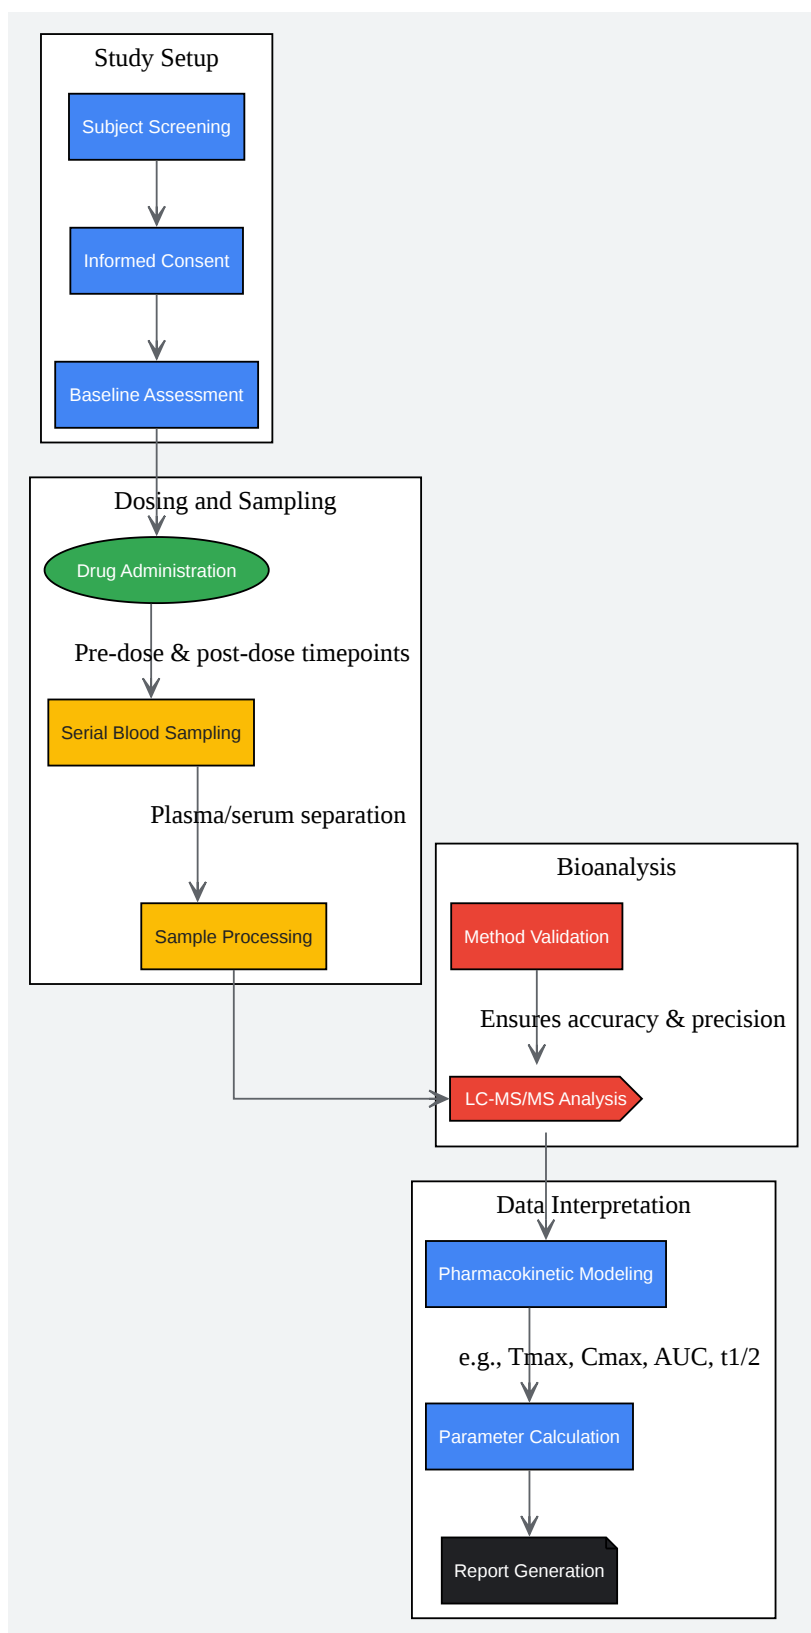 Study Setup
Subject Screening
Informed Consent
Baseline Assessment
Dosing and Sampling
Drug Administration
Pre-dose & post-dose timepoints
Serial Blood Sampling
Plasma/serum separation
Sample Processing
Bioanalysis
Method Validation
Ensures accuracy & precision
LC-MS/MS Analysis
Data Interpretation
Pharmacokinetic Modeling
e.g., Tmax, Cmax, AUC, t1/2
Parameter Calculation
Report Generation